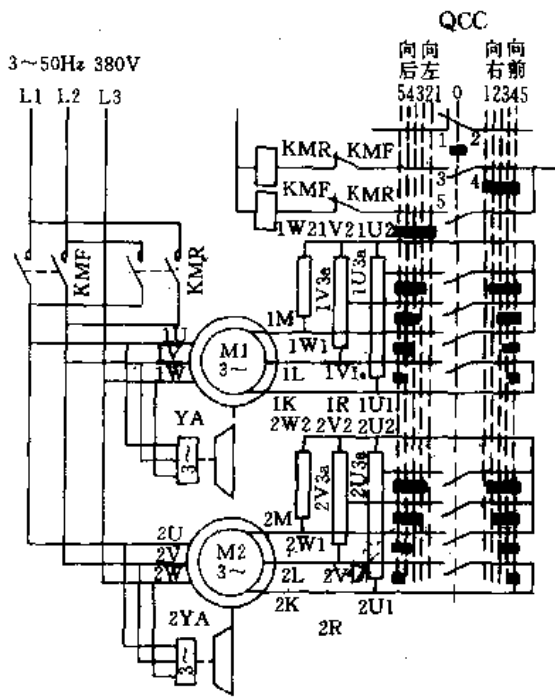 QCC
向 向 向 向
后 左 右 前
3～50Hz 380V
L1 L2 L3
54321 0 12345
1 2
KMR KMF
3 4
KMF KMR
5
1W2 1V2 1U2
KMF KMR
1V3a 1U3a
1M
1U
1V
1W
M1
3～
1W1
1L 1V1
1K 1R 1U1
YA
3～
2W2 2V2 2U2
2V3a 2U3a
2M
2U
2V
2W
M2
3～
2W1
2L
2K 2U1
2R
2YA
3～